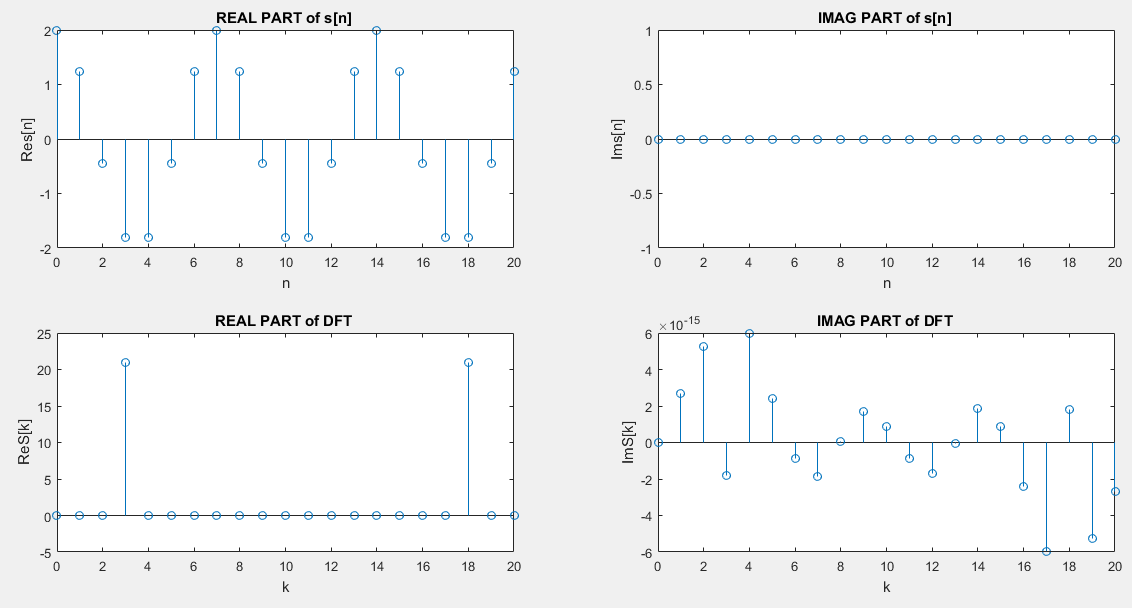 REAL PART of s[n]
2
1
0
-1
-2
Res[n]
0 2 4 6 8 10 12 14 16 18 20
n
IMAG PART of s[n]
1
0.5
0
-0.5
-1
Ims[n]
0 2 4 6 8 10 12 14 16 18 20
n
REAL PART of DFT
25
20
15
10
5
0
-5
ReS[k]
0 2 4 6 8 10 12 14 16 18 20
k
IMAG PART of DFT
×10-15
6
4
2
0
-2
-4
-6
ImS[k]
0 2 4 6 8 10 12 14 16 18 20
k